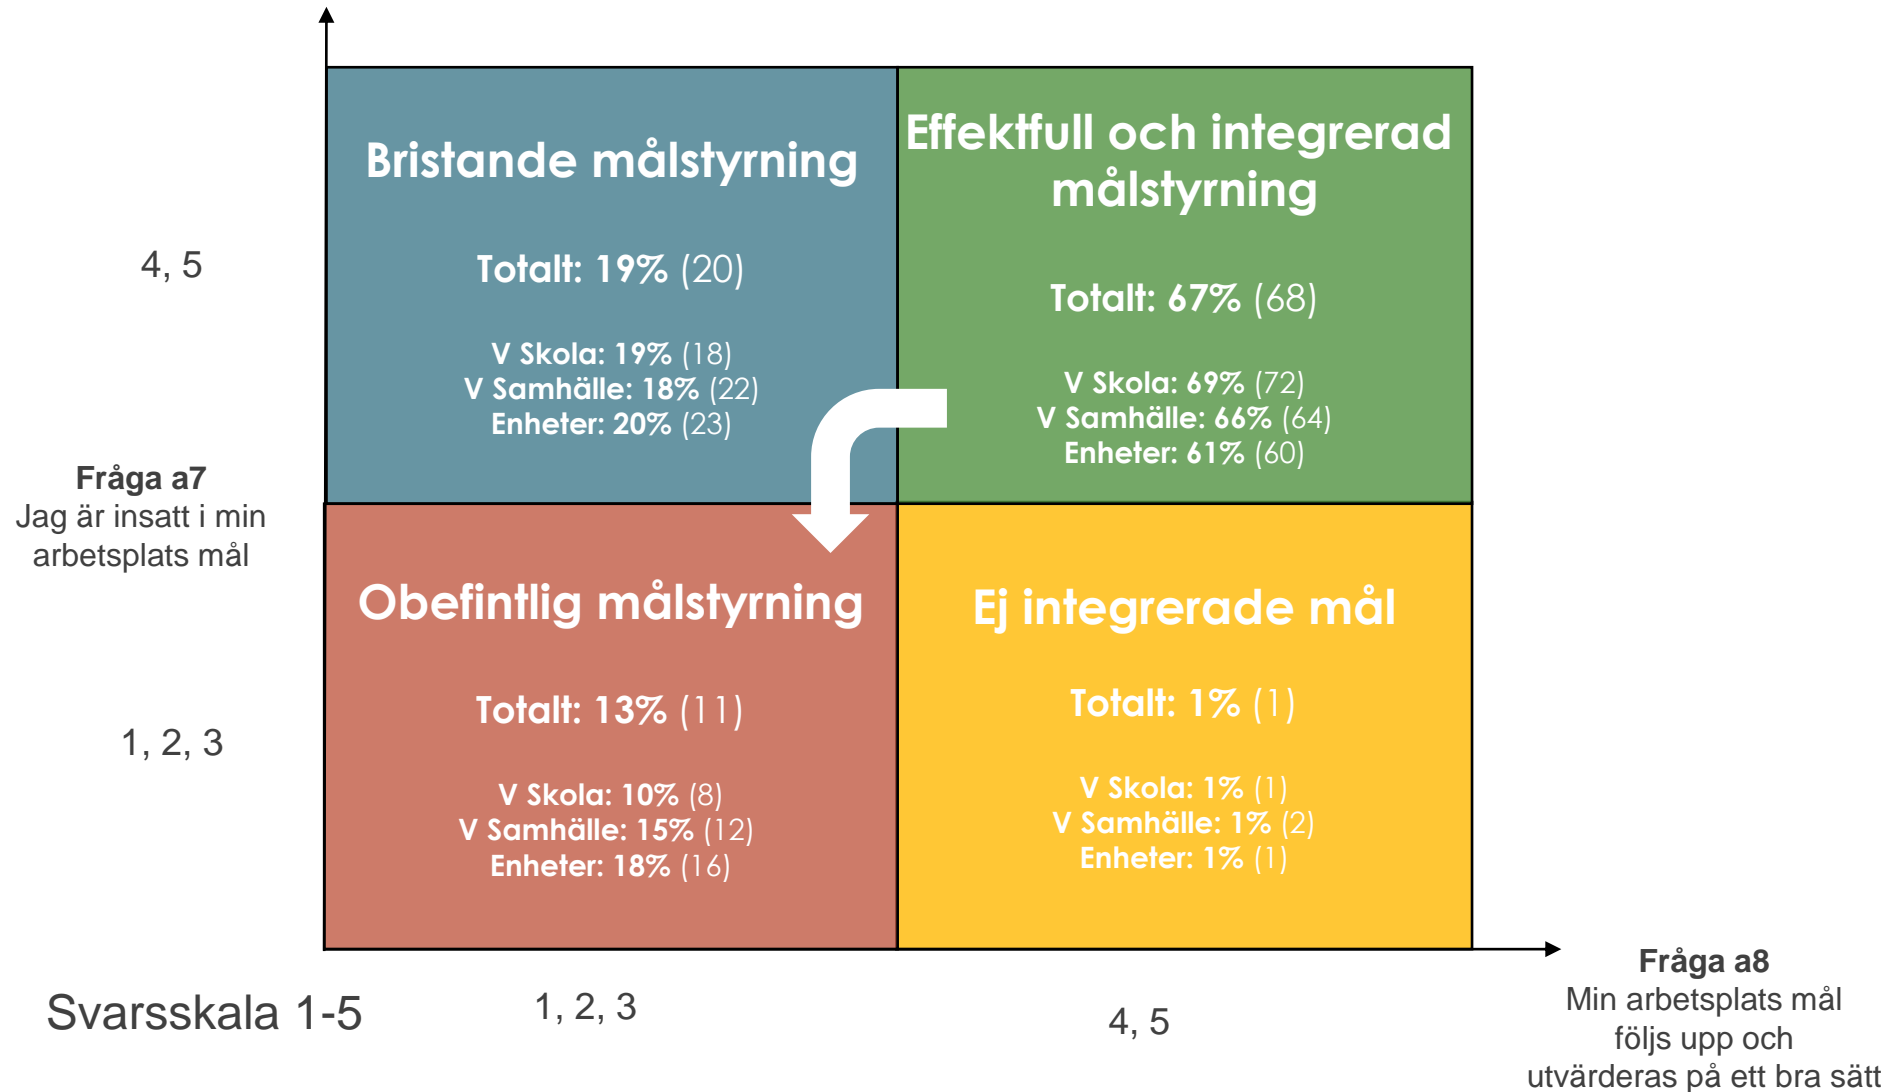 Bristande målstyrning
Totalt: 19% (20)
V Skola: 19% (18)
V Samhälle: 18% (22)
Enheter: 20% (23)
Effektfull och integrerad
målstyrning
Totalt: 67% (68)
V Skola: 69% (72)
V Samhälle: 66% (64)
Enheter: 61% (60)
4, 5
Fråga a7
Jag är insatt i min
arbetsplats mål
Obefintlig målstyrning
Totalt: 13% (11)
V Skola: 10% (8)
V Samhälle: 15% (12)
Enheter: 18% (16)
Ej integrerade mål
Totalt: 1% (1)
V Skola: 1% (1)
V Samhälle: 1% (2)
Enheter: 1% (1)
1, 2, 3
Svarsskala 1-5
1, 2, 3
4, 5
Fråga a8
Min arbetsplats mål
följs upp och
utvärderas på ett bra sätt